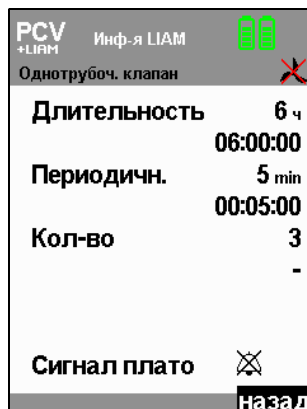 PCV Инф-я LIAM
+LIAM
Однотрубоч. клапан
Длительность 6 ч
06:00:00
Периодичн. 5 min
00:05:00
Кол-во 3
-
Сигнал плато
назад